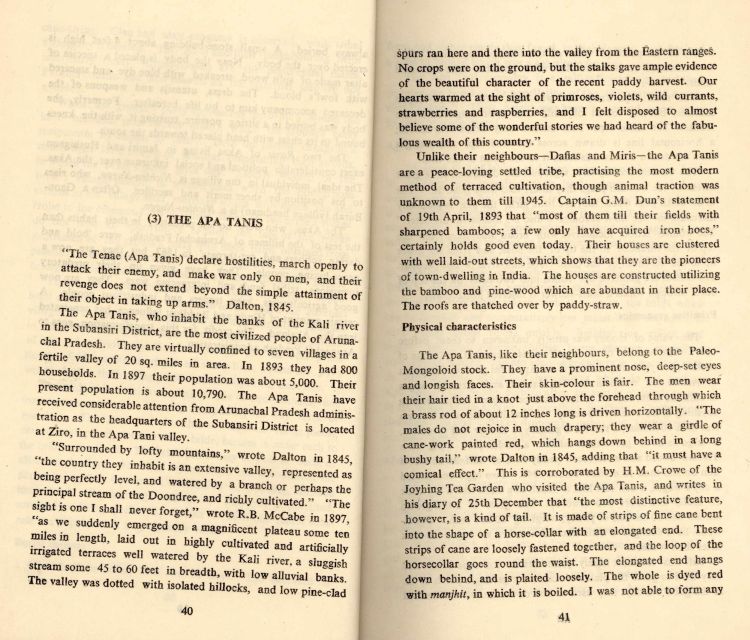 (3) THE APA TANIS
"The Tenae (Apa Tanis) declare hostilities, march openly to
attack their enemy, and make war only on men, and their
revenge does not extend beyond the simple attainment of
their object in taking up arms." Dalton, 1845.
The Apa Tanis, who inhabit the banks of the Kali river
in the Subansiri District, are the most civilized people of Aruna-
chal Pradesh. They are virtually confined to seven villages in a
fertile valley of 20 sq. miles in area. In 1893 they had 800
households. In 1897 their population was about 5,000. Their
present population is about 10,790. The Apa Tanis have
received considerable attention from Arunachal Pradesh adminis-
tration as the headquarters of the Subansiri District is located
at Ziro, in the Apa Tani valley.
"Surrounded by lofty mountains," wrote Dalton in 1845,
"the country they inhabit is an extensive valley, represented as
being perfectly level, and watered by a branch or perhaps the
principal stream of the Doondree, and richly cultivated." "The
sight is one I shall never forget," wrote R.B. McCabe in 1897,
"as we suddenly emerged on a magnificent plateau some ten
miles in length, laid out in highly cultivated and artificially
irrigated terraces well watered by the Kali river, a sluggish
stream some 45 to 60 feet in breadth, with low alluvial banks.
The valley was dotted with isolated hillocks, and low pine-clad
40
spurs ran here and there into the valley from the Eastern ranges.
No crops were on the ground, but the stalks gave ample evidence
of the beautiful character of the recent paddy harvest. Our
hearts warmed at the sight of primroses, violets, wild currants,
strawberries and raspberries, and I felt disposed to almost
believe some of the wonderful stories we had heard of the fabu-
lous wealth of this country."
Unlike their neighbours—Daflas and Miris—the Apa Tanis
are a peace-loving settled tribe, practising the most modern
method of terraced cultivation, though animal traction was
unknown to them till 1945. Captain G.M. Dun's statement
of 19th April, 1893 that "most of them till their fields with
sharpened bamboos; a few only have acquired iron hoes,"
certainly holds good even today. Their houses are clustered
with well laid-out streets, which shows that they are the pioneers
of town-dwelling in India. The houses are constructed utilizing
the bamboo and pine-wood which are abundant in their place.
The roofs are thatched over by paddy-straw.
Physical characteristics
The Apa Tanis, like their neighbours, belong to the Paleo-
Mongoloid stock. They have a prominent nose, deep-set eyes
and longish faces. Their skin-colour is fair. The men wear
their hair tied in a knot just above the forehead through which
a brass rod of about 12 inches long is driven horizontally. "The
males do not rejoice in much drapery; they wear a girdle of
cane-work painted red, which hangs down behind in a long
bushy tail," wrote Dalton in 1845, adding that "it must have a
comical effect." This is corroborated by H.M. Crowe of the
Joyhing Tea Garden who visited the Apa Tanis, and writes in
his diary of 25th December that "the most distinctive feature,
however, is a kind of tail. It is made of strips of fine cane bent
into the shape of a horse-collar with an elongated end. These
strips of cane are loosely fastened together, and the loop of the
horsecollar goes round the waist. The elongated end hangs
down behind, and is plaited loosely. The whole is dyed red
with manjhit, in which it is boiled. I was not able to form any
41